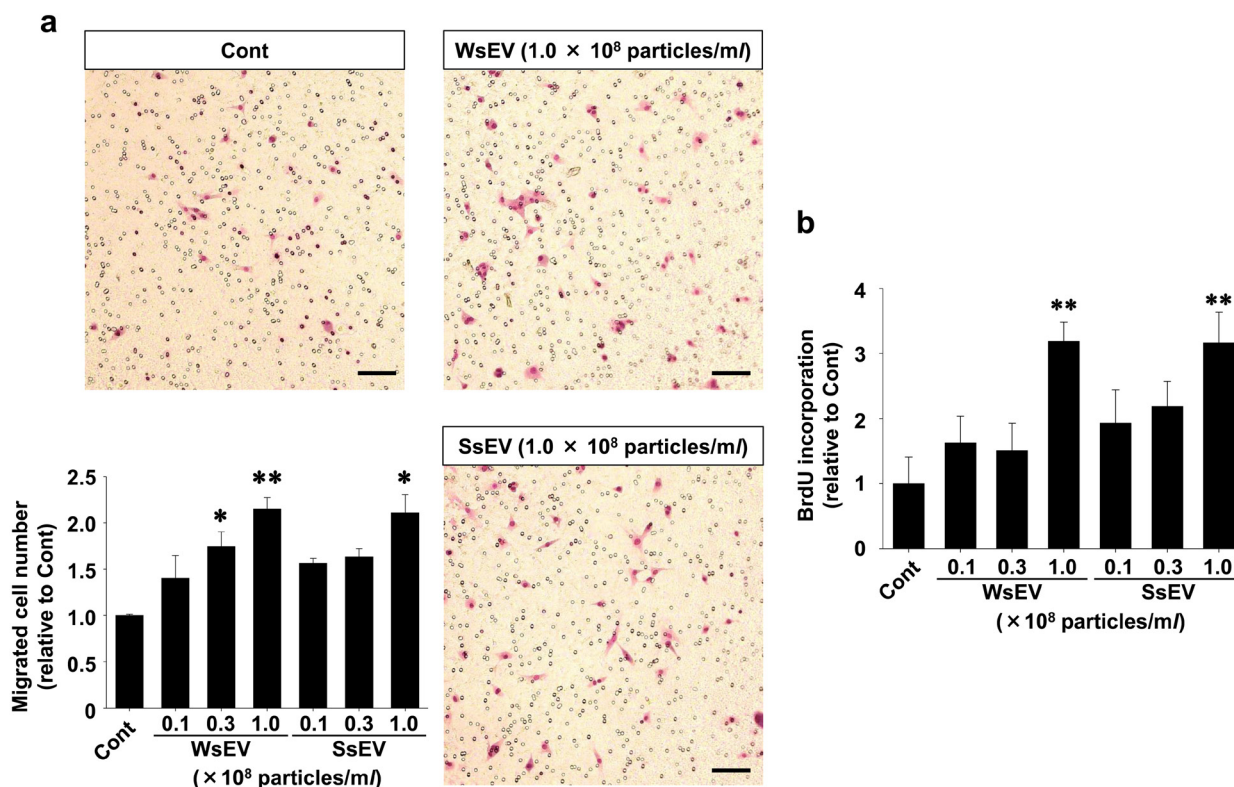 a
Cont
WsEV (1.0 × 10⁸ particles/ml)
SsEV (1.0 × 10⁸ particles/ml)
Migrated cell number
(relative to Cont)
2.5
2.0
1.5
1.0
0.5
0
** *
*
Cont 0.1 0.3 1.0 0.1 0.3 1.0
WsEV SsEV
(×10⁸ particles/ml)
b
BrdU incorporation
(relative to Cont)
4
3
2
1
0
** **
Cont 0.1 0.3 1.0 0.1 0.3 1.0
WsEV SsEV
(×10⁸ particles/ml)